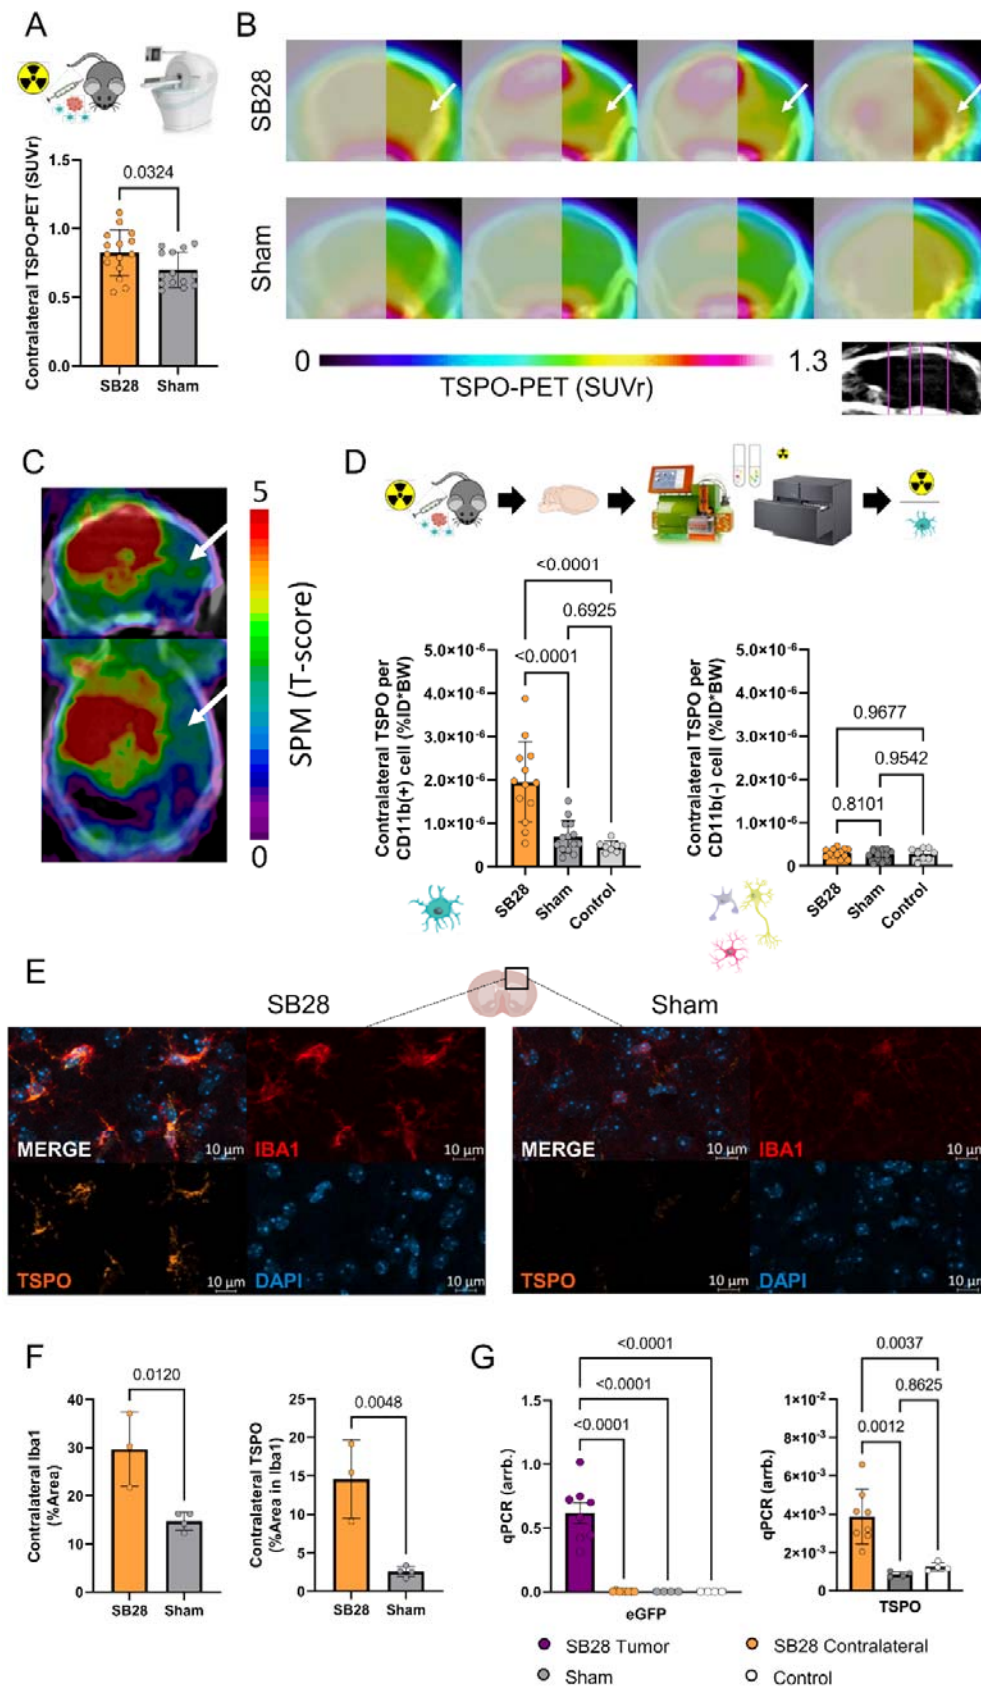 A
B
1.5
1.0
0.5
0.0
Contralateral TSPO-PET (SUVr)
0.0324
SB28
Sham
SB28
Sham
0
1.3
TSPO-PET (SUVr)
C
5
0
SPM (T-score)
D
<0.0001
0.6925
<0.0001
5.0×10⁻⁶
4.0×10⁻⁶
3.0×10⁻⁶
2.0×10⁻⁶
1.0×10⁻⁶
0
Contralateral TSPO per
CD11b(+) cell (%ID*BW)
SB28
Sham
Control
0.9677
0.9542
0.8101
5.0×10⁻⁶
4.0×10⁻⁶
3.0×10⁻⁶
2.0×10⁻⁶
1.0×10⁻⁶
0
Contralateral TSPO per
CD11b(-) cell (%ID*BW)
SB28
Sham
Control
E
SB28
Sham
MERGE
10 µm
IBA1
10 µm
TSPO
10 µm
DAPI
10 µm
MERGE
10 µm
IBA1
10 µm
TSPO
10 µm
DAPI
10 µm
F
0.0120
40
30
20
10
0
Contralateral Iba1
(%Area)
SB28
Sham
0.0048
25
20
15
10
5
0
Contralateral TSPO
(%Area in Iba1)
SB28
Sham
G
<0.0001
<0.0001
<0.0001
1.5
1.0
0.5
0.0
qPCR (arrb.)
eGFP
0.0037
0.8625
0.0012
1×10⁻²
8×10⁻³
6×10⁻³
4×10⁻³
2×10⁻³
0
qPCR (arrb.)
TSPO
SB28 Tumor
SB28 Contralateral
Sham
Control